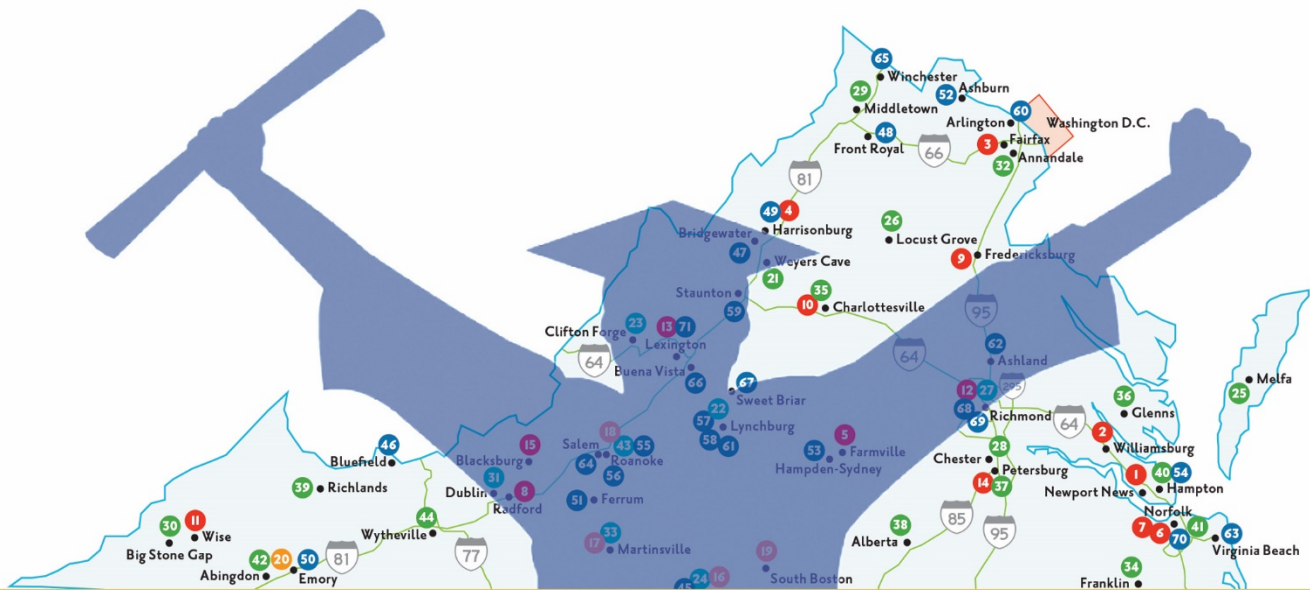 65
Winchester
52
Ashburn
29
Middletown
60
Arlington
Washington D.C.
48
Front Royal
66
3
Fairfax
32
Annandale
81
49 4
Harrisonburg
Bridgewater
47
26
Locust Grove
Weyers Cave
21
9
Fredericksburg
Staunton
59
10
35
Charlottesville
95
Clifton Forge
23
13 71
Lexington
64
Buena Vista
66
64
62
Ashland
67
Sweet Briar
12 27
295
68
Richmond
69
64
36
Glenns
25
Melfa
22
57
Lynchburg
58 61
5
Farmville
53
Hampden-Sydney
18
Salem
43 55
64
Roanoke
56
15
Blacksburg
46
Bluefield
28
Chester
Petersburg
14 37
2
Williamsburg
1
40 54
Newport News
Hampton
31
Dublin
8
Radford
51
Ferrum
39
Richlands
30
11
Wise
Big Stone Gap
44
Wytheville
85
95
38
Alberta
Norfolk
7 6 70
41
63
Virginia Beach
33
17
Martinsville
19
South Boston
81
77
42 20 50
Abingdon
Emory
45
24 16
34
Franklin